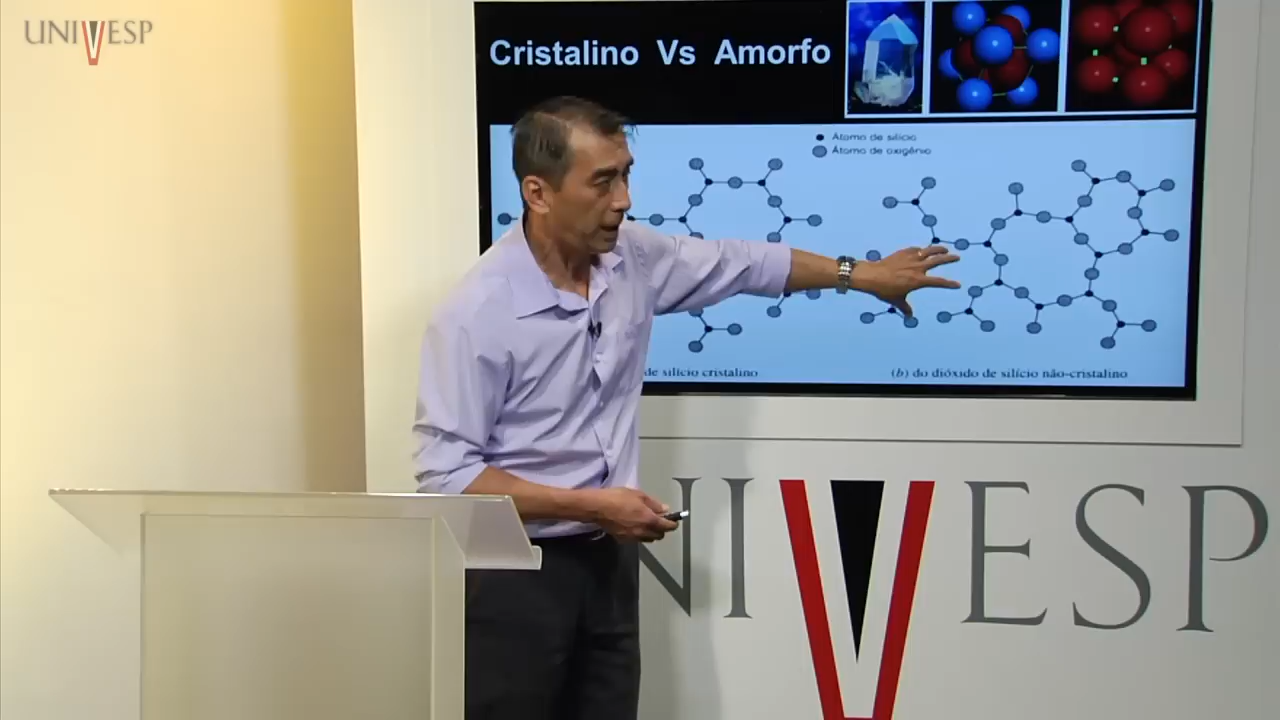 UNIVESP
Cristalino Vs Amorfo
Átomo de silício
Átomo de oxigênio
de silício cristalino
(b) do dióxido de silício não-cristalino
NIVESP